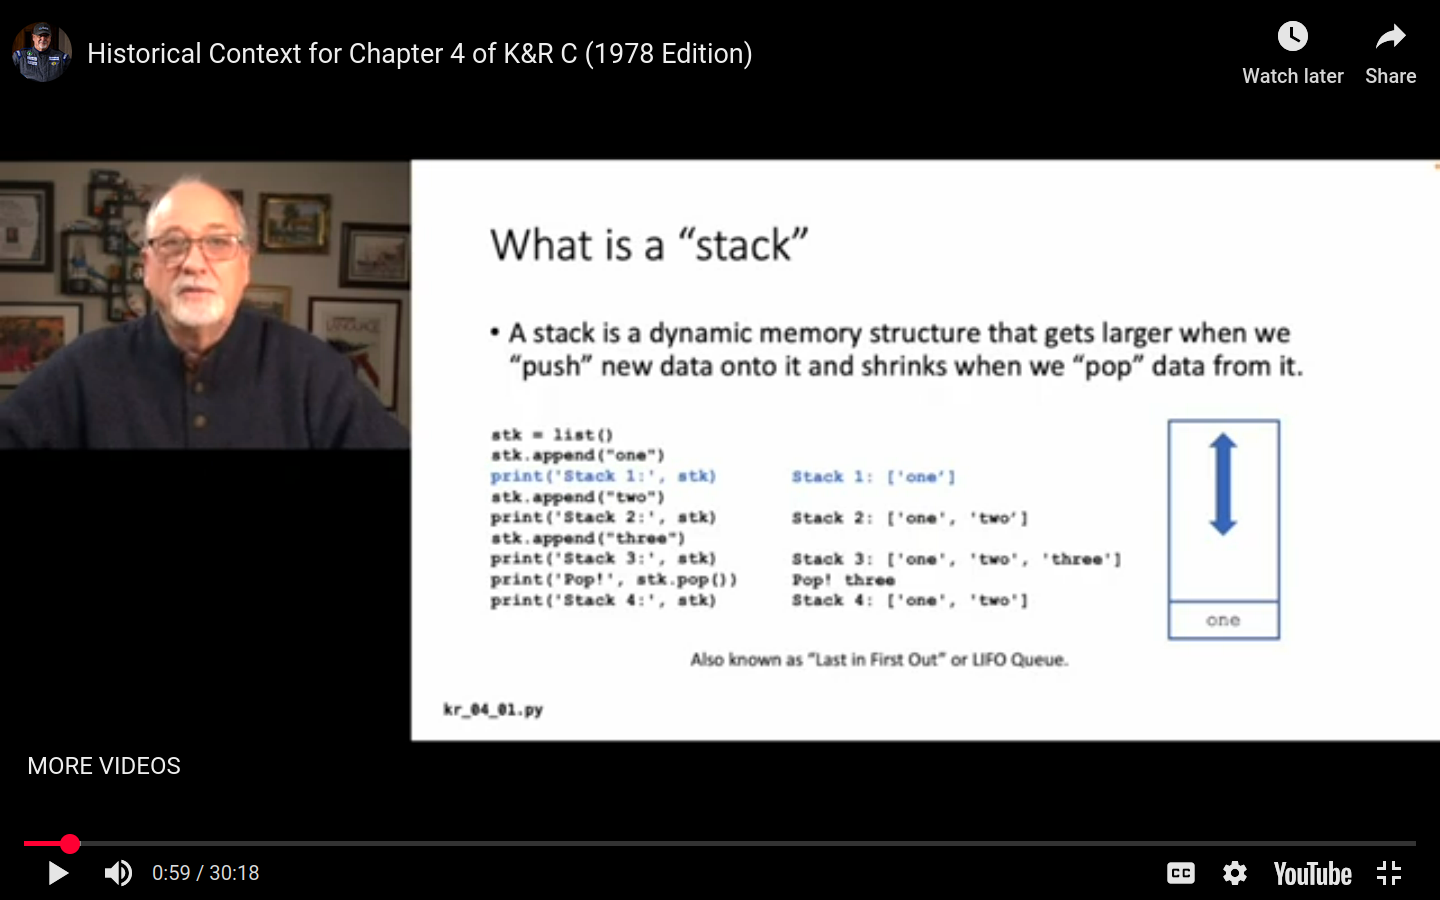 Historical Context for Chapter 4 of K&R C (1978 Edition)
Watch later
Share
LANGUAGE
What is a “stack”
• A stack is a dynamic memory structure that gets larger when we
“push” new data onto it and shrinks when we “pop” data from it.
stk = list()
stk.append("one")
print('Stack 1:', stk) Stack 1: ['one’]
stk.append("two")
print('Stack 2:', stk) Stack 2: ['one', 'two’]
stk.append("three")
print('Stack 3:', stk) Stack 3: ['one', 'two', 'three']
print('Pop!', stk.pop()) Pop! three
print('Stack 4:', stk) Stack 4: ['one', 'two']
one
Also known as “Last in First Out” or LIFO Queue.
kr_04_01.py
MORE VIDEOS
0:59 / 30:18
CC
YouTube